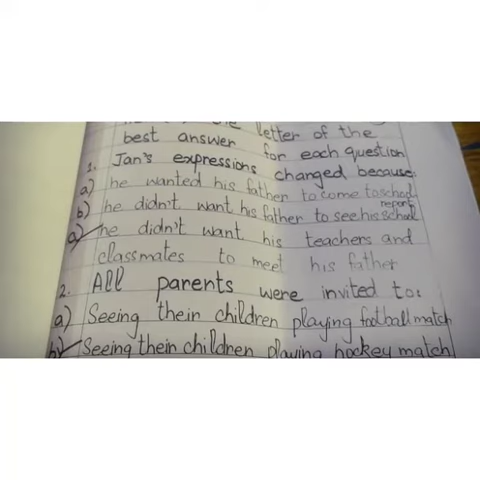 letter of the
best answer for each question
1. Jan's expressions changed because:
a) he wanted his father to come to school
b) he didn't want his father to see his school report
a) he didn't want his teachers and
classmates to meet his father
2. All parents were invited to:
a) Seeing their children playing football match
b) Seeing their children playing hockey match